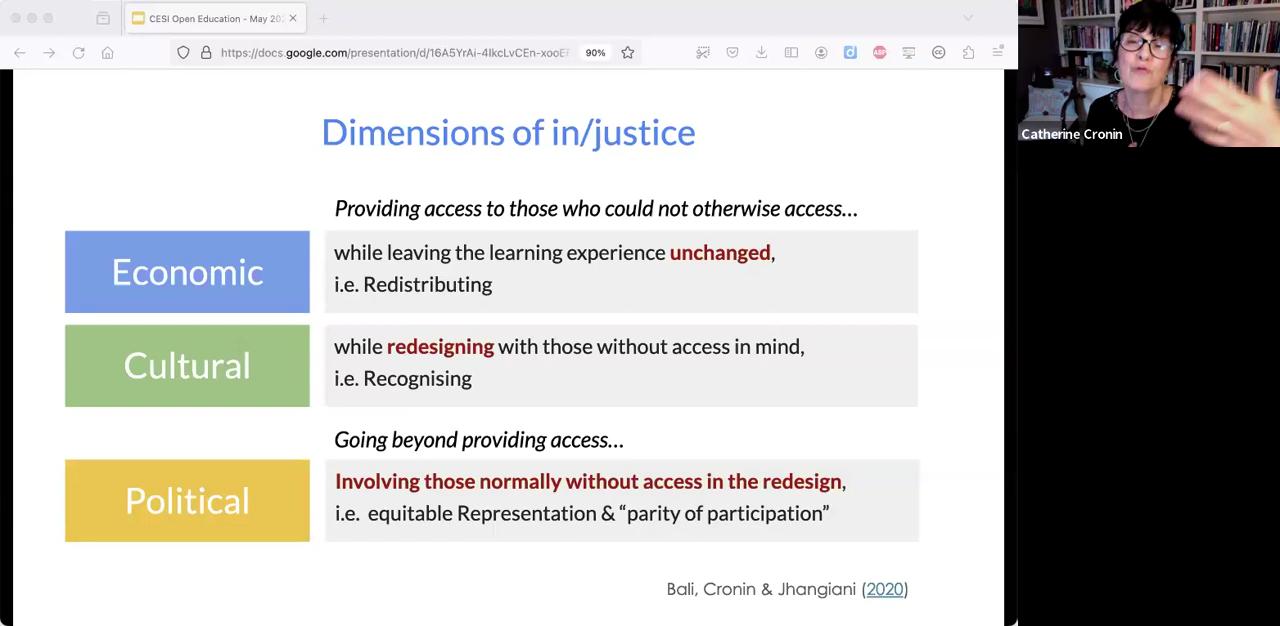 CESI Open Education - May 202
https://docs.google.com/presentation/d/16A5YrAi-4lkcLvCEn-xooEF
90%
Catherine Cronin
Dimensions of in/justice
Providing access to those who could not otherwise access...
Economic
while leaving the learning experience unchanged,
i.e. Redistributing
Cultural
while redesigning with those without access in mind,
i.e. Recognising
Going beyond providing access...
Political
Involving those normally without access in the redesign,
i.e. equitable Representation & “parity of participation”
Bali, Cronin & Jhangiani (2020)